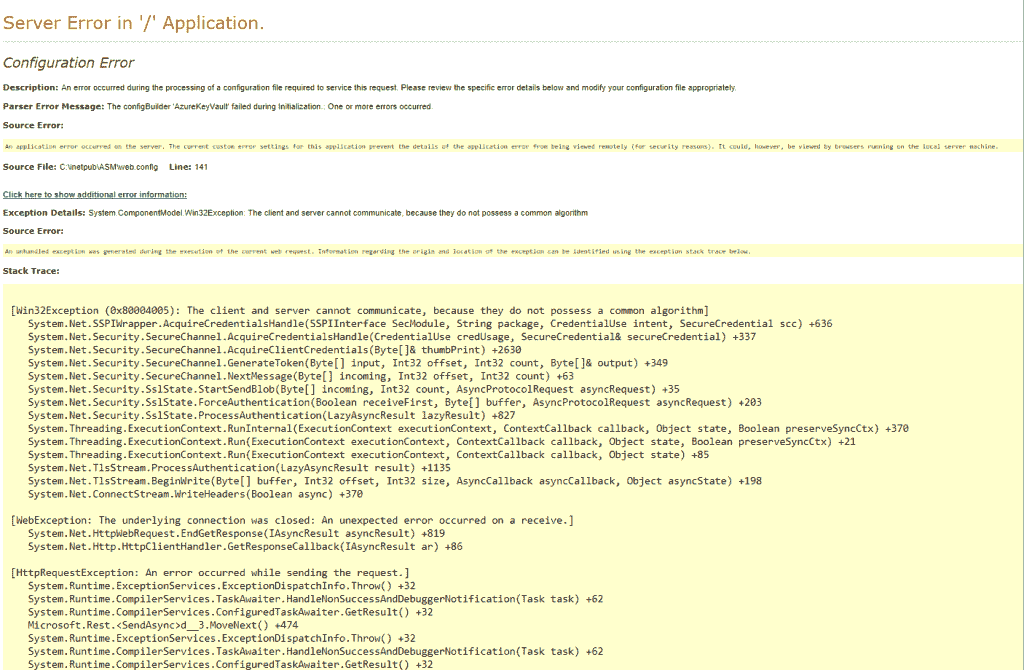 Server Error in '/' Application.
Configuration Error
Description: An error occurred during the processing of a configuration file required to service this request. Please review the specific error details below and modify your configuration file appropriately.
Parser Error Message: The configBuilder 'AzureKeyVault' failed during Initialization.: One or more errors occurred.
Source Error:
An application error occurred on the server. The current custom error settings for this application prevent the details of the application error from being viewed remotely (for security reasons). It could, however, be viewed by browsers running on the local server machine.
Source File: C:\inetpub\ASM\web.config    Line: 141
Click here to show additional error information:
Exception Details: System.ComponentModel.Win32Exception: The client and server cannot communicate, because they do not possess a common algorithm
Source Error:
An unhandled exception was generated during the execution of the current web request. Information regarding the origin and location of the exception can be identified using the exception stack trace below.
Stack Trace:
[Win32Exception (0x80004005): The client and server cannot communicate, because they do not possess a common algorithm]
System.Net.SSPIWrapper.AcquireCredentialsHandle(SSPIInterface SecModule, String package, CredentialUse intent, SecureCredential scc) +636
System.Net.Security.SecureChannel.AcquireCredentialsHandle(CredentialUse credUsage, SecureCredential& secureCredential) +337
System.Net.Security.SecureChannel.AcquireClientCredentials(Byte[]& thumbPrint) +2630
System.Net.Security.SecureChannel.GenerateToken(Byte[] input, Int32 offset, Int32 count, Byte[]& output) +349
System.Net.Security.SecureChannel.NextMessage(Byte[] incoming, Int32 offset, Int32 count) +63
System.Net.Security.SslState.StartSendBlob(Byte[] incoming, Int32 count, AsyncProtocolRequest asyncRequest) +35
System.Net.Security.SslState.ForceAuthentication(Boolean receiveFirst, Byte[] buffer, AsyncProtocolRequest asyncRequest) +203
System.Net.Security.SslState.ProcessAuthentication(LazyAsyncResult lazyResult) +827
System.Threading.ExecutionContext.RunInternal(ExecutionContext executionContext, ContextCallback callback, Object state, Boolean preserveSyncCtx) +370
System.Threading.ExecutionContext.Run(ExecutionContext executionContext, ContextCallback callback, Object state, Boolean preserveSyncCtx) +21
System.Threading.ExecutionContext.Run(ExecutionContext executionContext, ContextCallback callback, Object state) +85
System.Net.TlsStream.ProcessAuthentication(LazyAsyncResult result) +1135
System.Net.TlsStream.BeginWrite(Byte[] buffer, Int32 offset, Int32 size, AsyncCallback asyncCallback, Object asyncState) +198
System.Net.ConnectStream.WriteHeaders(Boolean async) +370
[WebException: The underlying connection was closed: An unexpected error occurred on a receive.]
System.Net.HttpWebRequest.EndGetResponse(IAsyncResult asyncResult) +819
System.Net.Http.HttpClientHandler.GetResponseCallback(IAsyncResult ar) +86
[HttpRequestException: An error occurred while sending the request.]
System.Runtime.ExceptionServices.ExceptionDispatchInfo.Throw() +32
System.Runtime.CompilerServices.TaskAwaiter.HandleNonSuccessAndDebuggerNotification(Task task) +62
System.Runtime.CompilerServices.ConfiguredTaskAwaiter.GetResult() +32
Microsoft.Rest.<SendAsync>d__3.MoveNext() +474
System.Runtime.ExceptionServices.ExceptionDispatchInfo.Throw() +32
System.Runtime.CompilerServices.TaskAwaiter.HandleNonSuccessAndDebuggerNotification(Task task) +62
System.Runtime.CompilerServices.ConfiguredTaskAwaiter.GetResult() +32